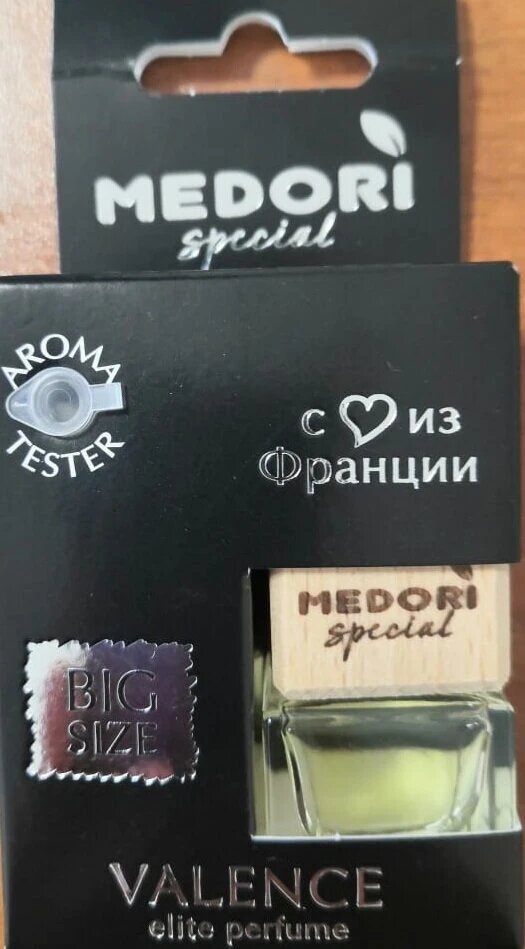 MEDORI
special
AROMA
TESTER
с ♡ из
Франции
MEDORI
special
BIG
SIZE
VALENCE
elite perfume